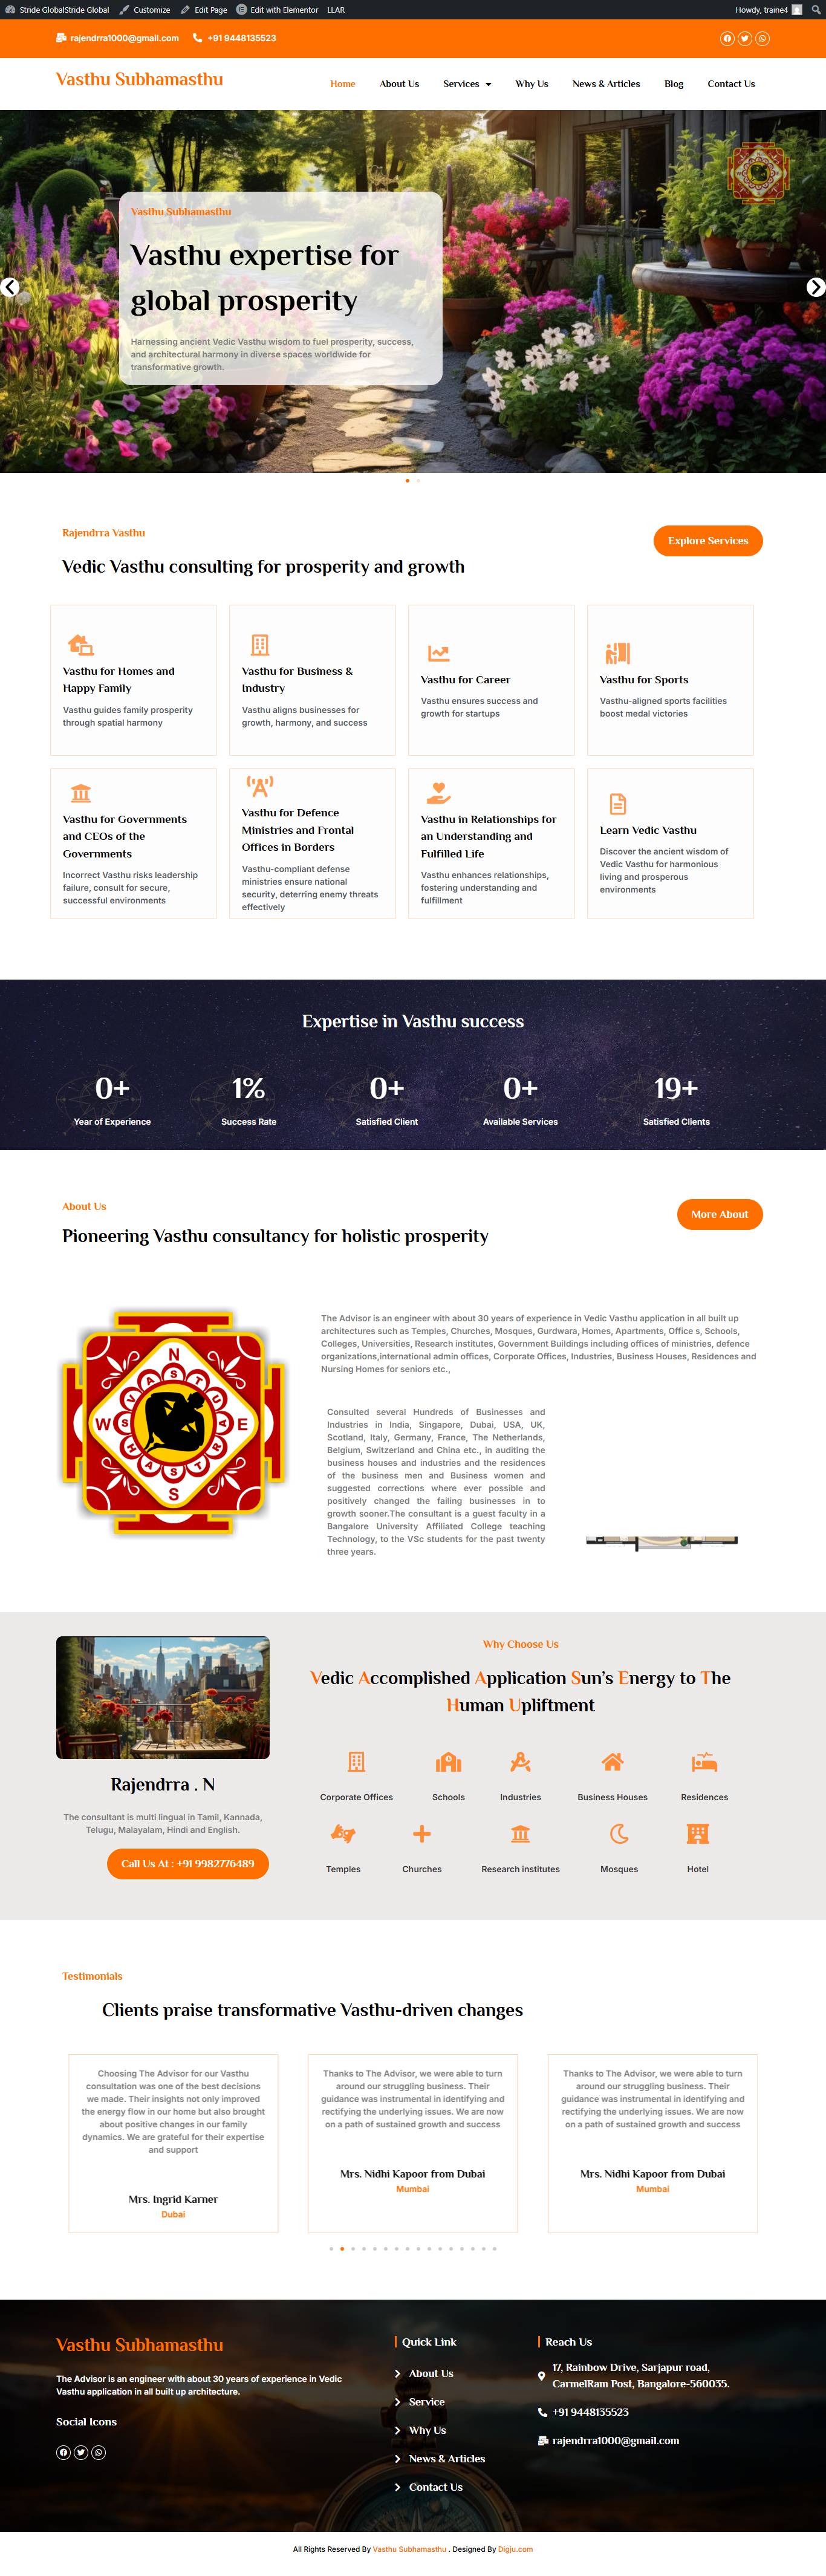 Stride GlobalStride Global Customize Edit Page Edit with Elementor LLAR Howdy, traine4
rajendrra1000@gmail.com +91 9448135523
Vasthu Subhamasthu
Home About Us Services Why Us News & Articles Blog Contact Us
Vasthu Subhamasthu
Vasthu expertise for
global prosperity
Harnessing ancient Vedic Vasthu wisdom to fuel prosperity, success,
and architectural harmony in diverse spaces worldwide for
transformative growth.
Rajendrra Vasthu
Explore Services
Vedic Vasthu consulting for prosperity and growth
Vasthu for Homes and
Happy Family
Vasthu guides family prosperity
through spatial harmony
Vasthu for Business &
Industry
Vasthu aligns businesses for
growth, harmony, and success
Vasthu for Career
Vasthu ensures success and
growth for startups
Vasthu for Sports
Vasthu-aligned sports facilities
boost medal victories
Vasthu for Governments
and CEOs of the
Governments
Incorrect Vasthu risks leadership
failure, consult for secure,
successful environments
Vasthu for Defence
Ministries and Frontal
Offices in Borders
Vasthu-compliant defense
ministries ensure national
security, deterring enemy threats
effectively
Vasthu in Relationships for
an Understanding and
Fulfilled Life
Vasthu enhances relationships,
fostering understanding and
fulfillment
Learn Vedic Vasthu
Discover the ancient wisdom of
Vedic Vasthu for harmonious
living and prosperous
environments
Expertise in Vasthu success
0+ 1% 0+ 0+ 19+
Year of Experience Success Rate Satisfied Client Available Services Satisfied Clients
About Us
More About
Pioneering Vasthu consultancy for holistic prosperity
N
W E
S
VASTU
SHASTRA
The Advisor is an engineer with about 30 years of experience in Vedic Vasthu application in all built up
architectures such as Temples, Churches, Mosques, Gurdwara, Homes, Apartments, Office s, Schools,
Colleges, Universities, Research institutes, Government Buildings including offices of ministries, defence
organizations,international admin offices, Corporate Offices, Industries, Business Houses, Residences and
Nursing Homes for seniors etc.,
Consulted several Hundreds of Businesses and
Industries in India, Singapore, Dubai, USA, UK,
Scotland, Italy, Germany, France, The Netherlands,
Belgium, Switzerland and China etc., in auditing the
business houses and industries and the residences
of the business men and Business women and
suggested corrections where ever possible and
positively changed the failing businesses in to
growth sooner.The consultant is a guest faculty in a
Bangalore University Affiliated College teaching
Technology, to the VSc students for the past twenty
three years.
Why Choose Us
Vedic Accomplished Application Sun's Energy to The
Human Upliftment
Rajendrra . N
The consultant is multi lingual in Tamil, Kannada,
Telugu, Malayalam, Hindi and English.
Call Us At : +91 9982776489
Corporate Offices Schools Industries Business Houses Residences
Temples Churches Research institutes Mosques Hotel
Testimonials
Clients praise transformative Vasthu-driven changes
Choosing The Advisor for our Vasthu
consultation was one of the best decisions
we made. Their insights not only improved
the energy flow in our home but also brought
about positive changes in our family
dynamics. We are grateful for their expertise
and support
Mrs. Ingrid Karner
Dubai
Thanks to The Advisor, we were able to turn
around our struggling business. Their
guidance was instrumental in identifying and
rectifying the underlying issues. We are now
on a path of sustained growth and success
Mrs. Nidhi Kapoor from Dubai
Mumbai
Thanks to The Advisor, we were able to turn
around our struggling business. Their
guidance was instrumental in identifying and
rectifying the underlying issues. We are now
on a path of sustained growth and success
Mrs. Nidhi Kapoor from Dubai
Mumbai
Vasthu Subhamasthu
The Advisor is an engineer with about 30 years of experience in Vedic
Vasthu application in all built up architecture.
Social Icons
Quick Link
About Us
Service
Why Us
News & Articles
Contact Us
Reach Us
17, Rainbow Drive, Sarjapur road,
CarmelRam Post, Bangalore-560035.
+91 9448135523
rajendrra1000@gmail.com
All Rights Reserved By Vasthu Subhamasthu . Designed By Digju.com